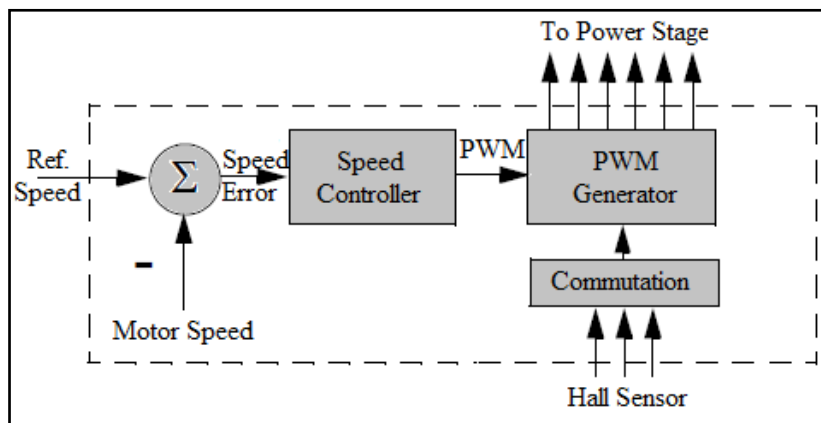 To Power Stage
Ref.
Speed
Σ
Speed
Error
Speed
Controller
PWM
PWM
Generator
-
Commutation
Motor Speed
Hall Sensor